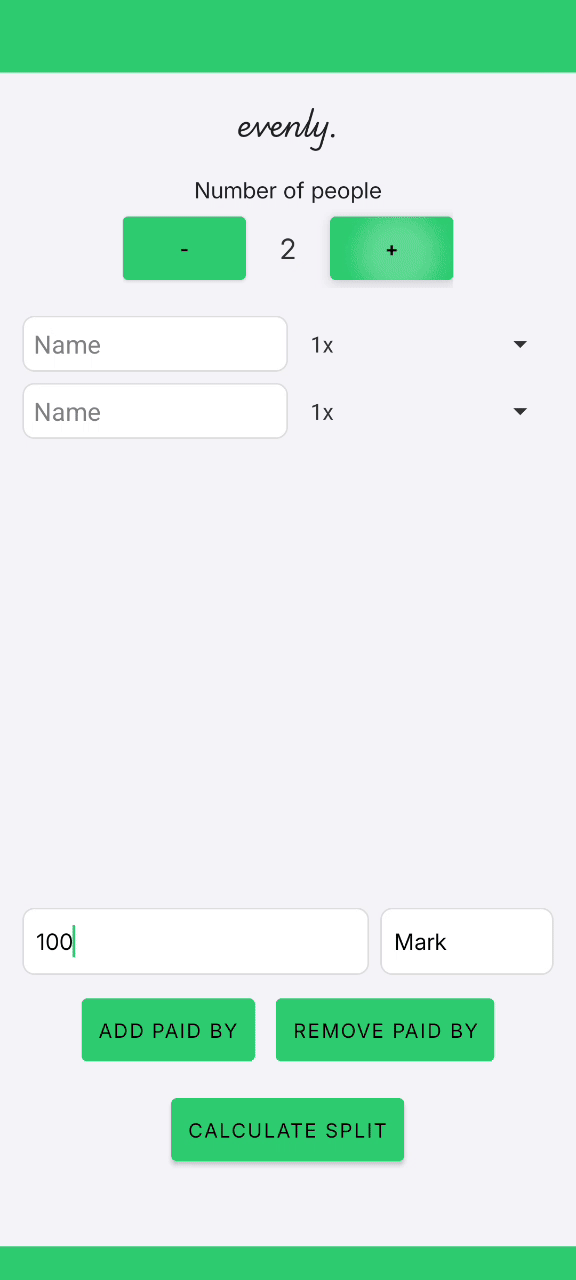 evenly.
Number of people
- 2 +
Name 1x
Name 1x
100 Mark
ADD PAID BY REMOVE PAID BY
CALCULATE SPLIT